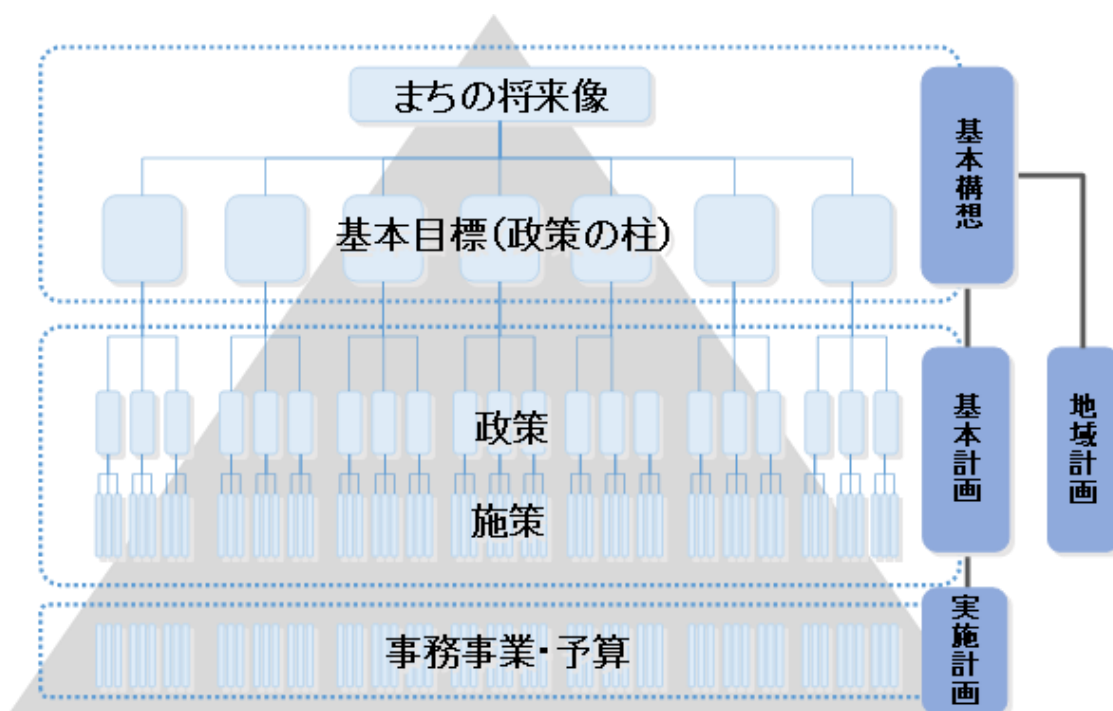 まちの将来像
基本目標(政策の柱)
政策
施策
事務事業・予算
基本構想
基本計画
地域計画
実施計画